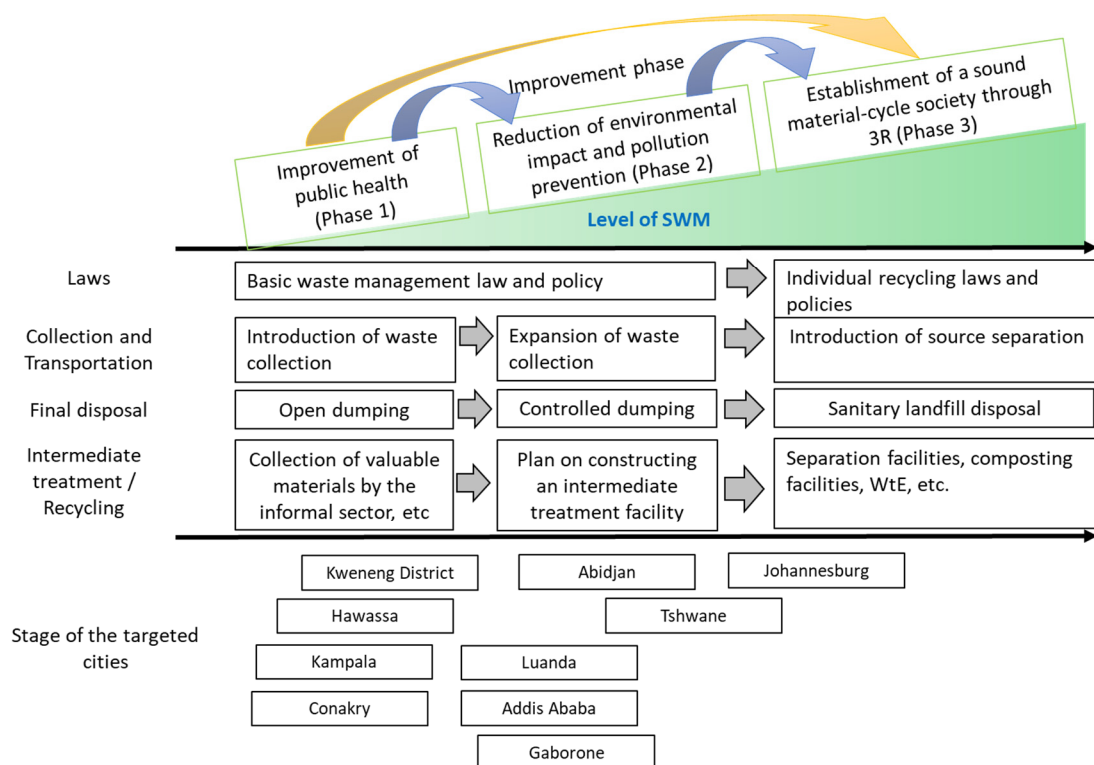 Improvement phase
Improvement of
public health
(Phase 1)
Reduction of environmental
impact and pollution
prevention (Phase 2)
Establishment of a sound
material-cycle society through
3R (Phase 3)
Level of SWM
Laws
Basic waste management law and policy
Individual recycling laws and
policies
Collection and
Transportation
Introduction of waste
collection
Expansion of waste
collection
Introduction of source separation
Final disposal
Open dumping
Controlled dumping
Sanitary landfill disposal
Intermediate
treatment /
Recycling
Collection of valuable
materials by the
informal sector, etc
Plan on constructing
an intermediate
treatment facility
Separation facilities, composting
facilities, WtE, etc.
Stage of the targeted
cities
Kweneng District
Abidjan
Johannesburg
Hawassa
Tshwane
Kampala
Luanda
Conakry
Addis Ababa
Gaborone